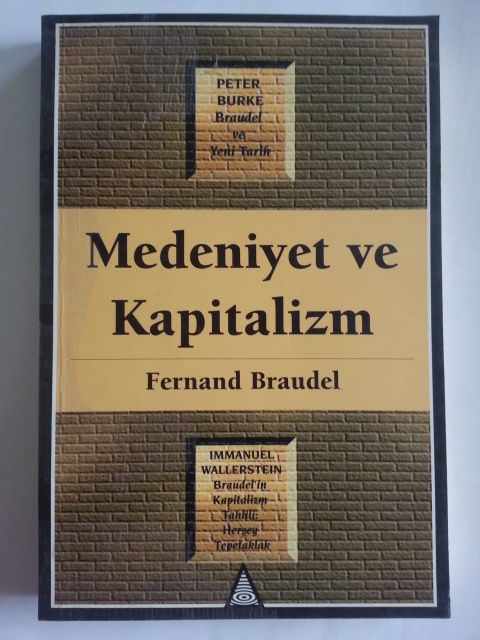 PETER
BURKE
Braudel
ve
Yeni Tarih
Medeniyet ve
Kapitalizm
Fernand Braudel
IMMANUEL
WALLERSTEIN
Braudel'in
Kapitalizm
Tahlili:
Herşey
Tepetaklak